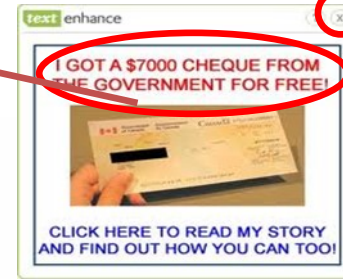 text enhance
? x
I GOT A $7000 CHEQUE FROM
THE GOVERNMENT FOR FREE!
Canada
CLICK HERE TO READ MY STORY
AND FIND OUT HOW YOU CAN TOO!